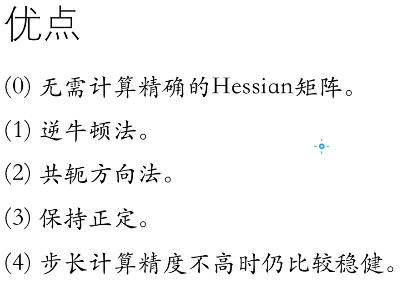 优点
(0) 无需计算精确的Hessian矩阵。
(1) 逆牛顿法。
(2) 共轭方向法。
(3) 保持正定。
(4) 步长计算精度不高时仍比较稳健。